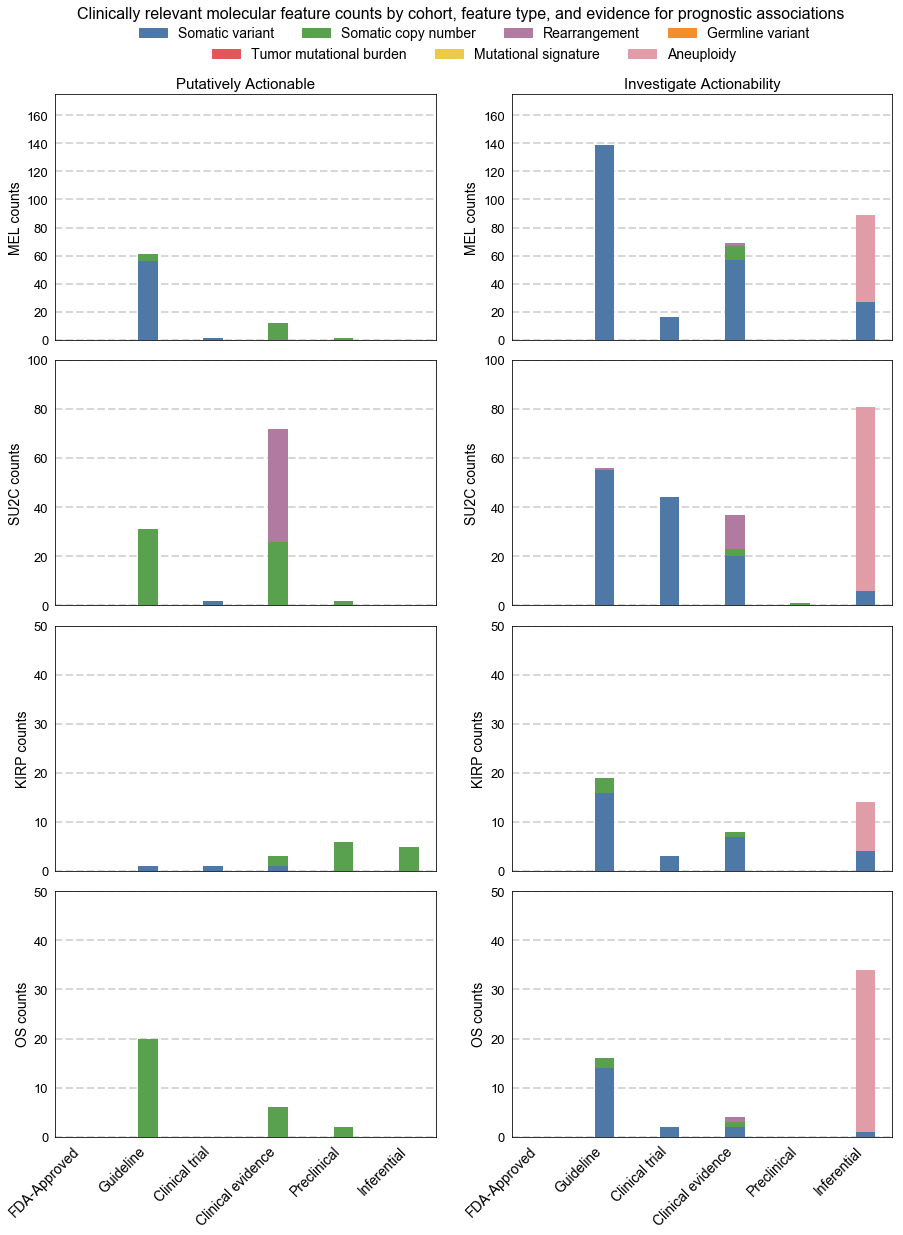 Clinically relevant molecular feature counts by cohort, feature type, and evidence for prognostic associations
Somatic variant Somatic copy number Rearrangement Germline variant
Tumor mutational burden Mutational signature Aneuploidy
Putatively Actionable
MEL counts
160
140
120
100
80
60
40
20
0
Investigate Actionability
MEL counts
160
140
120
100
80
60
40
20
0
SU2C counts
100
80
60
40
20
0
SU2C counts
100
80
60
40
20
0
KIRP counts
50
40
30
20
10
0
KIRP counts
50
40
30
20
10
0
OS counts
50
40
30
20
10
0
FDA-Approved
Guideline
Clinical trial
Clinical evidence
Preclinical
Inferential
OS counts
50
40
30
20
10
0
FDA-Approved
Guideline
Clinical trial
Clinical evidence
Preclinical
Inferential